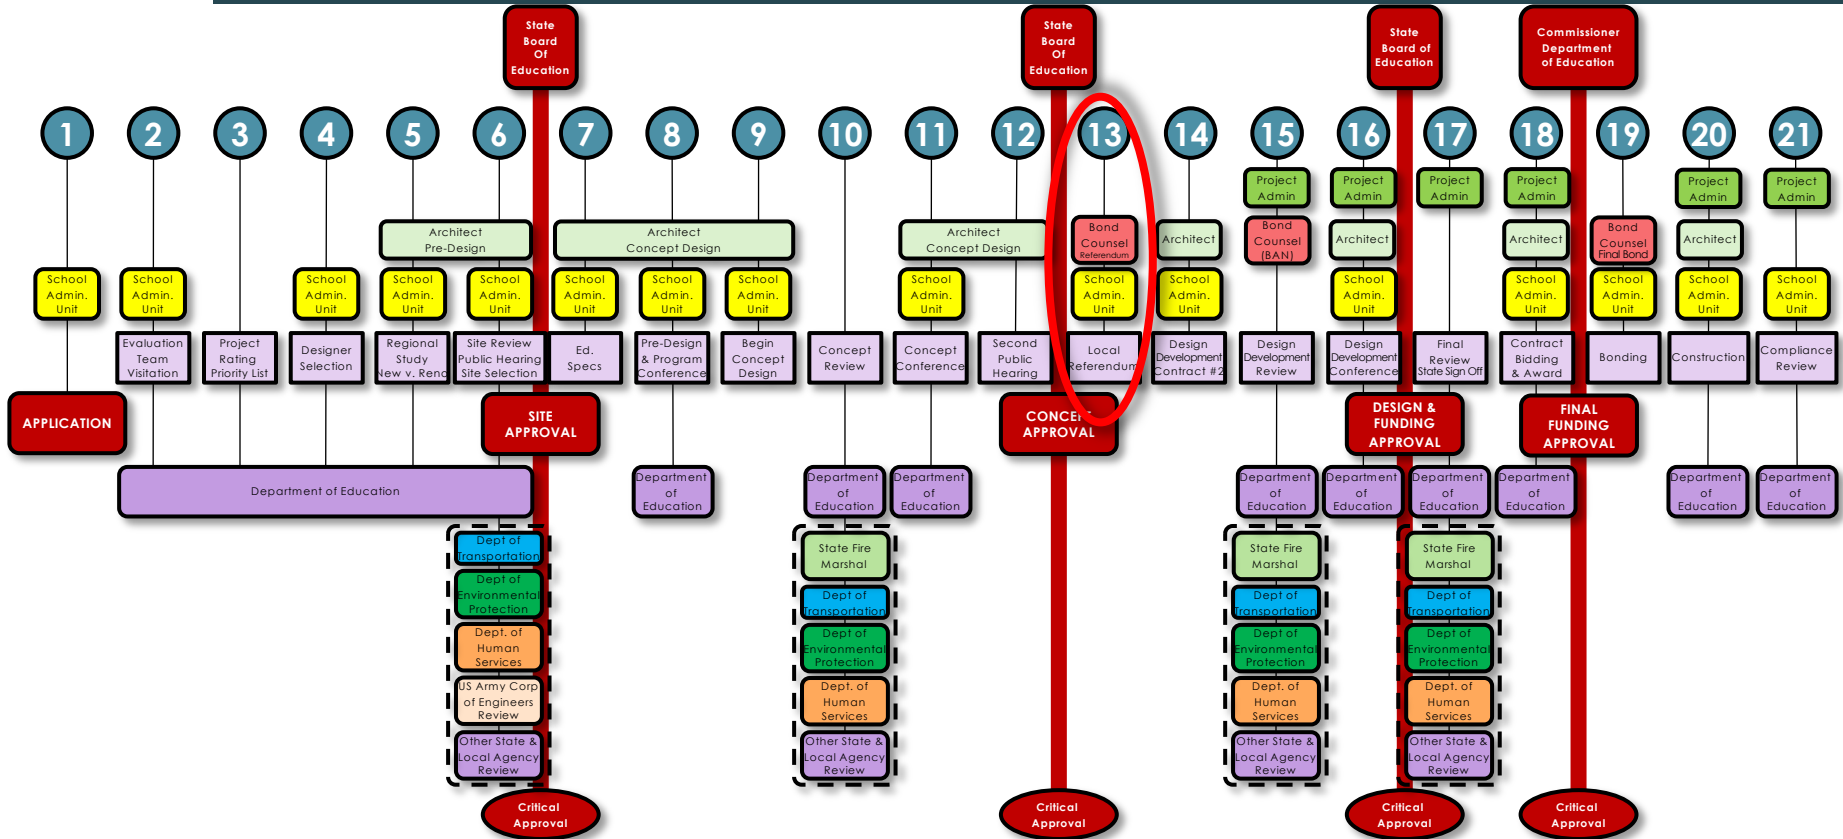 State
Board
Of
Education
State
Board
Of
Education
State
Board of
Education
Commissioner
Department
of Education
1
2
3
4
5
6
7
8
9
10
11
12
13
14
15
16
17
18
19
20
21
Project
Admin
Project
Admin
Project
Admin
Project
Admin
Project
Admin
Project
Admin
Architect
Pre-Design
Architect
Concept Design
Architect
Concept Design
Bond
Counsel
Referendum
Architect
Bond
Counsel
(BAN)
Architect
Architect
Bond
Counsel
Final Bond
Architect
School
Admin.
Unit
School
Admin.
Unit
School
Admin.
Unit
School
Admin.
Unit
School
Admin.
Unit
School
Admin.
Unit
School
Admin.
Unit
School
Admin.
Unit
School
Admin.
Unit
School
Admin.
Unit
School
Admin.
Unit
School
Admin.
Unit
School
Admin.
Unit
School
Admin.
Unit
School
Admin.
Unit
School
Admin.
Unit
Evaluation
Team
Visitation
Project
Rating
Priority List
Designer
Selection
Regional
Study
New v. Reno
Site Review
Public Hearing
Site Selection
Ed.
Specs
Pre-Design
& Program
Conference
Begin
Concept
Design
Concept
Review
Concept
Conference
Second
Public
Hearing
Local
Referendum
Design
Development
Contract #2
Design
Development
Review
Design
Development
Conference
Final
Review
State Sign Off
Contract
Bidding
& Award
Bonding
Construction
Compliance
Review
APPLICATION
SITE
APPROVAL
CONCEPT
APPROVAL
DESIGN &
FUNDING
APPROVAL
FINAL
FUNDING
APPROVAL
Department of Education
Department
of
Education
Department
of
Education
Department
of
Education
Department
of
Education
Department
of
Education
Department
of
Education
Department
of
Education
Department
of
Education
Department
of
Education
Dept of
Transportation
Dept of
Environmental
Protection
Dept. of
Human
Services
US Army Corp
of Engineers
Review
Other State &
Local Agency
Review
State Fire
Marshal
Dept of
Transportation
Dept of
Environmental
Protection
Dept. of
Human
Services
Other State &
Local Agency
Review
State Fire
Marshal
Dept of
Transportation
Dept of
Environmental
Protection
Dept. of
Human
Services
Other State &
Local Agency
Review
State Fire
Marshal
Dept of
Transportation
Dept of
Environmental
Protection
Dept. of
Human
Services
Other State &
Local Agency
Review
Critical
Approval
Critical
Approval
Critical
Approval
Critical
Approval